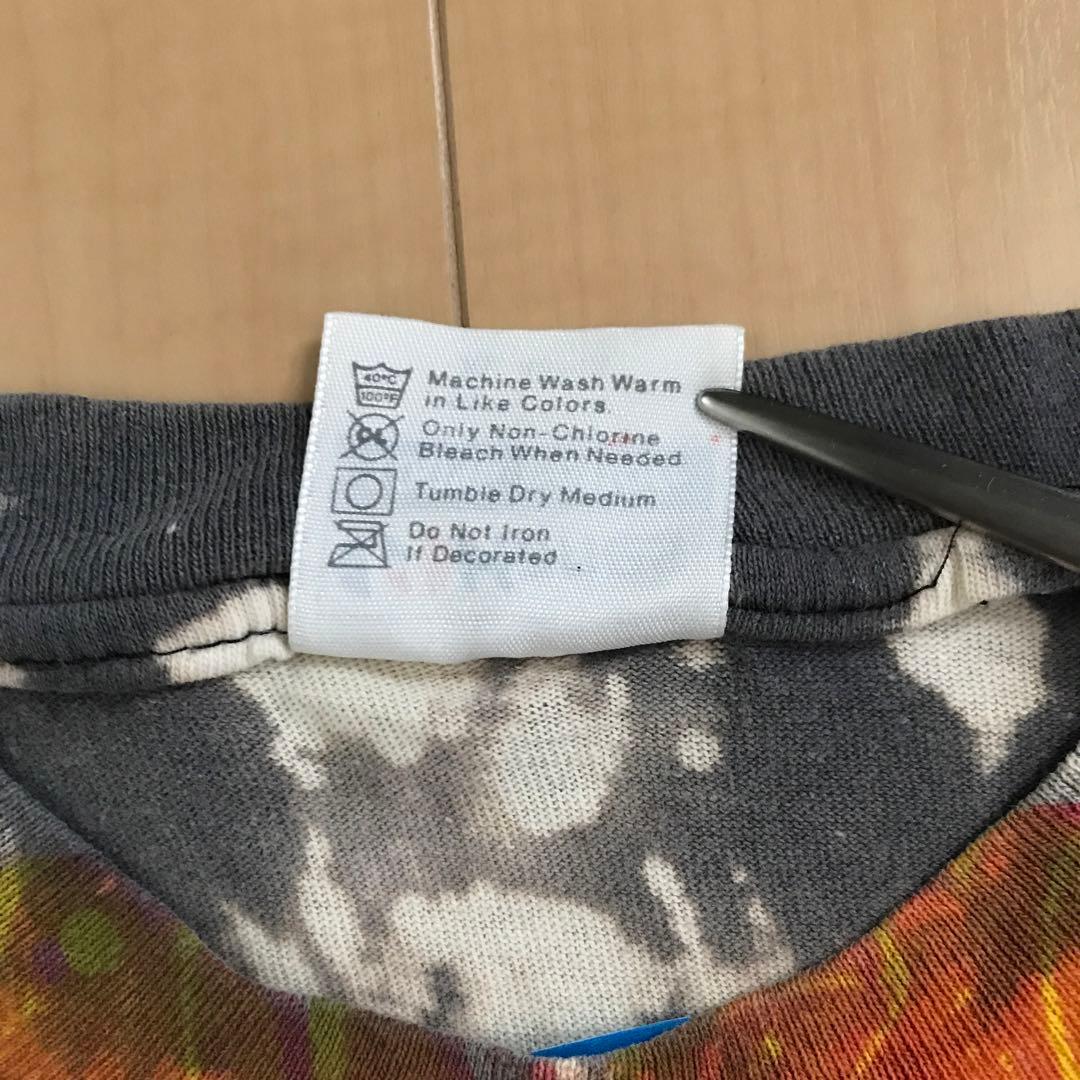 40°C
100°F
Machine Wash Warm
in Like Colors
Only Non-Chlorine
Bleach When Needed
Tumble Dry Medium
Do Not Iron
If Decorated